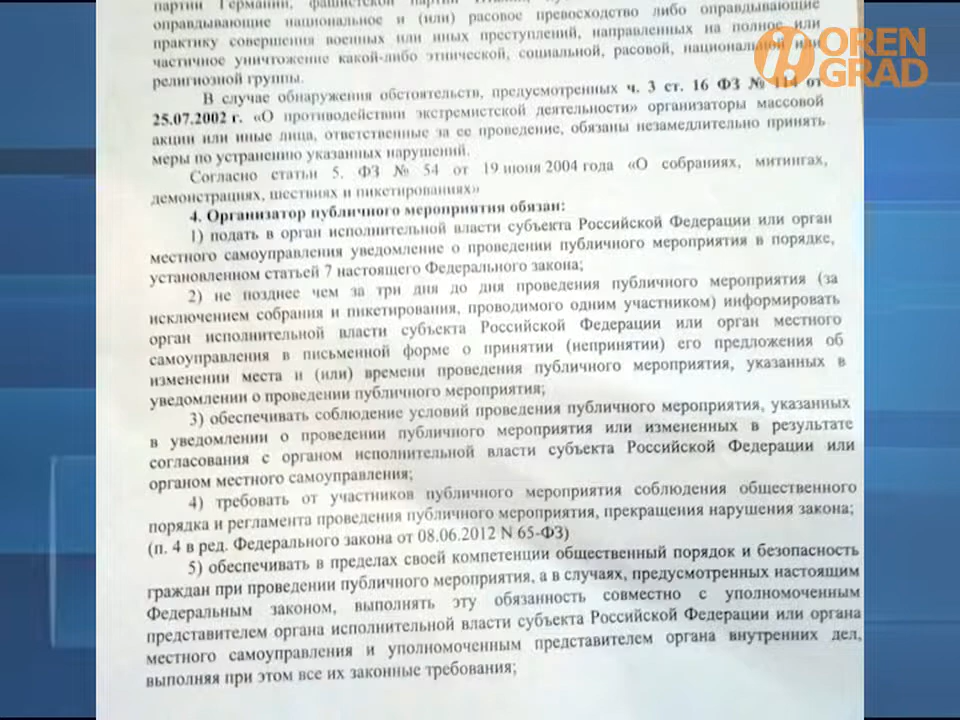 партии Германии, фашистской партии
оправдывающие национальное и (или) расовое превосходство либо оправдывающие
практику совершения военных или иных преступлений, направленных на полное или
частичное уничтожение какой-либо этнической, социальной, расовой, национальной или
религиозной группы.
В случае обнаружения обстоятельств, предусмотренных ч. 3 ст. 16 ФЗ № 114 от
25.07.2002 г. «О противодействии экстремистской деятельности» организаторы массовой
акции или иные лица, ответственные за ее проведение, обязаны незамедлительно принять
меры по устранению указанных нарушений.
Согласно статьи 5. ФЗ № 54 от 19 июня 2004 года «О собраниях, митингах,
демонстрациях, шествиях и пикетированиях»
4. Организатор публичного мероприятия обязан:
1) подать в орган исполнительной власти субъекта Российской Федерации или орган
местного самоуправления уведомление о проведении публичного мероприятия в порядке,
установленном статьей 7 настоящего Федерального закона;
2) не позднее чем за три дня до дня проведения публичного мероприятия (за
исключением собрания и пикетирования, проводимого одним участником) информировать
орган исполнительной власти субъекта Российской Федерации или орган местного
самоуправления в письменной форме о принятии (непринятии) его предложения об
изменении места и (или) времени проведения публичного мероприятия, указанных в
уведомлении о проведении публичного мероприятия;
3) обеспечивать соблюдение условий проведения публичного мероприятия, указанных
в уведомлении о проведении публичного мероприятия или измененных в результате
согласования с органом исполнительной власти субъекта Российской Федерации или
органом местного самоуправления;
4) требовать от участников публичного мероприятия соблюдения общественного
порядка и регламента проведения публичного мероприятия, прекращения нарушения закона;
(п. 4 в ред. Федерального закона от 08.06.2012 N 65-ФЗ)
5) обеспечивать в пределах своей компетенции общественный порядок и безопасность
граждан при проведении публичного мероприятия, а в случаях, предусмотренных настоящим
Федеральным законом, выполнять эту обязанность совместно с уполномоченным
представителем органа исполнительной власти субъекта Российской Федерации или органа
местного самоуправления и уполномоченным представителем органа внутренних дел,
выполняя при этом все их законные требования;
OREN
GRAD